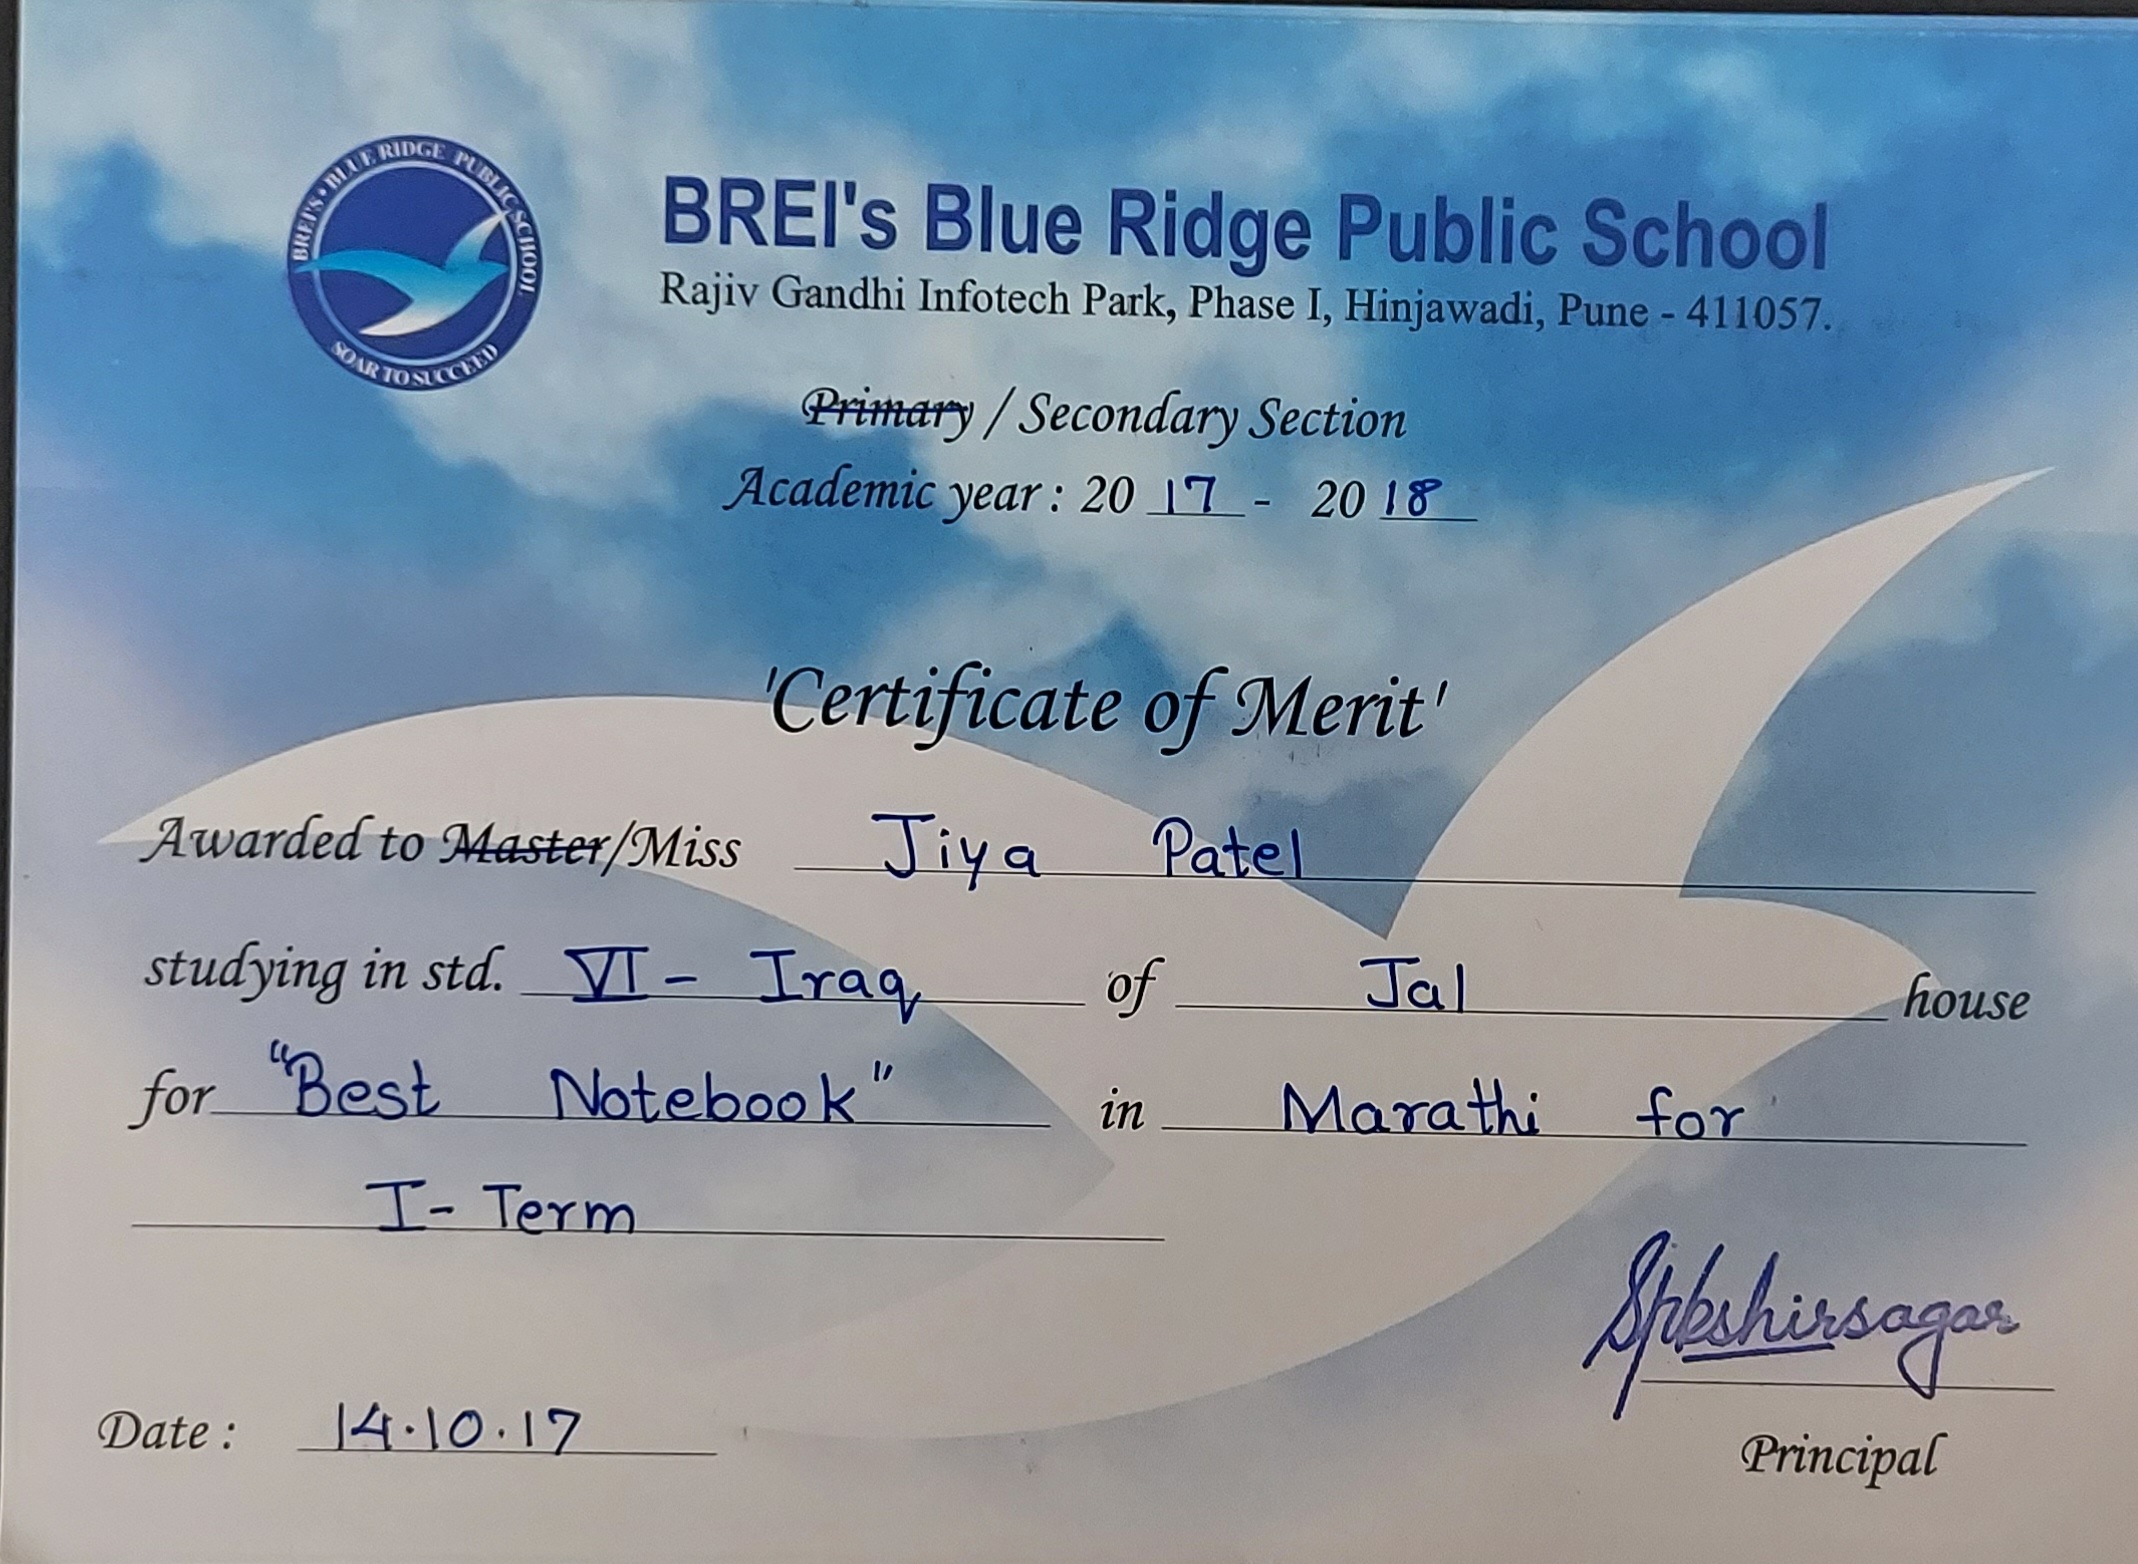 BREI'S • BLUE RIDGE PUBLIC SCHOOL
SOAR TO SUCCEED
BREI's Blue Ridge Public School
Rajiv Gandhi Infotech Park, Phase I, Hinjawadi, Pune - 411057.
Primary / Secondary Section
Academic year : 20 17 - 20 18
'Certificate of Merit'
Awarded to Master/Miss Jiya Patel
studying in std. VI - Iraq of Jal house
for "Best Notebook" in Marathi for
I - Term
Spkshirsagar
Date : 14.10.17
Principal